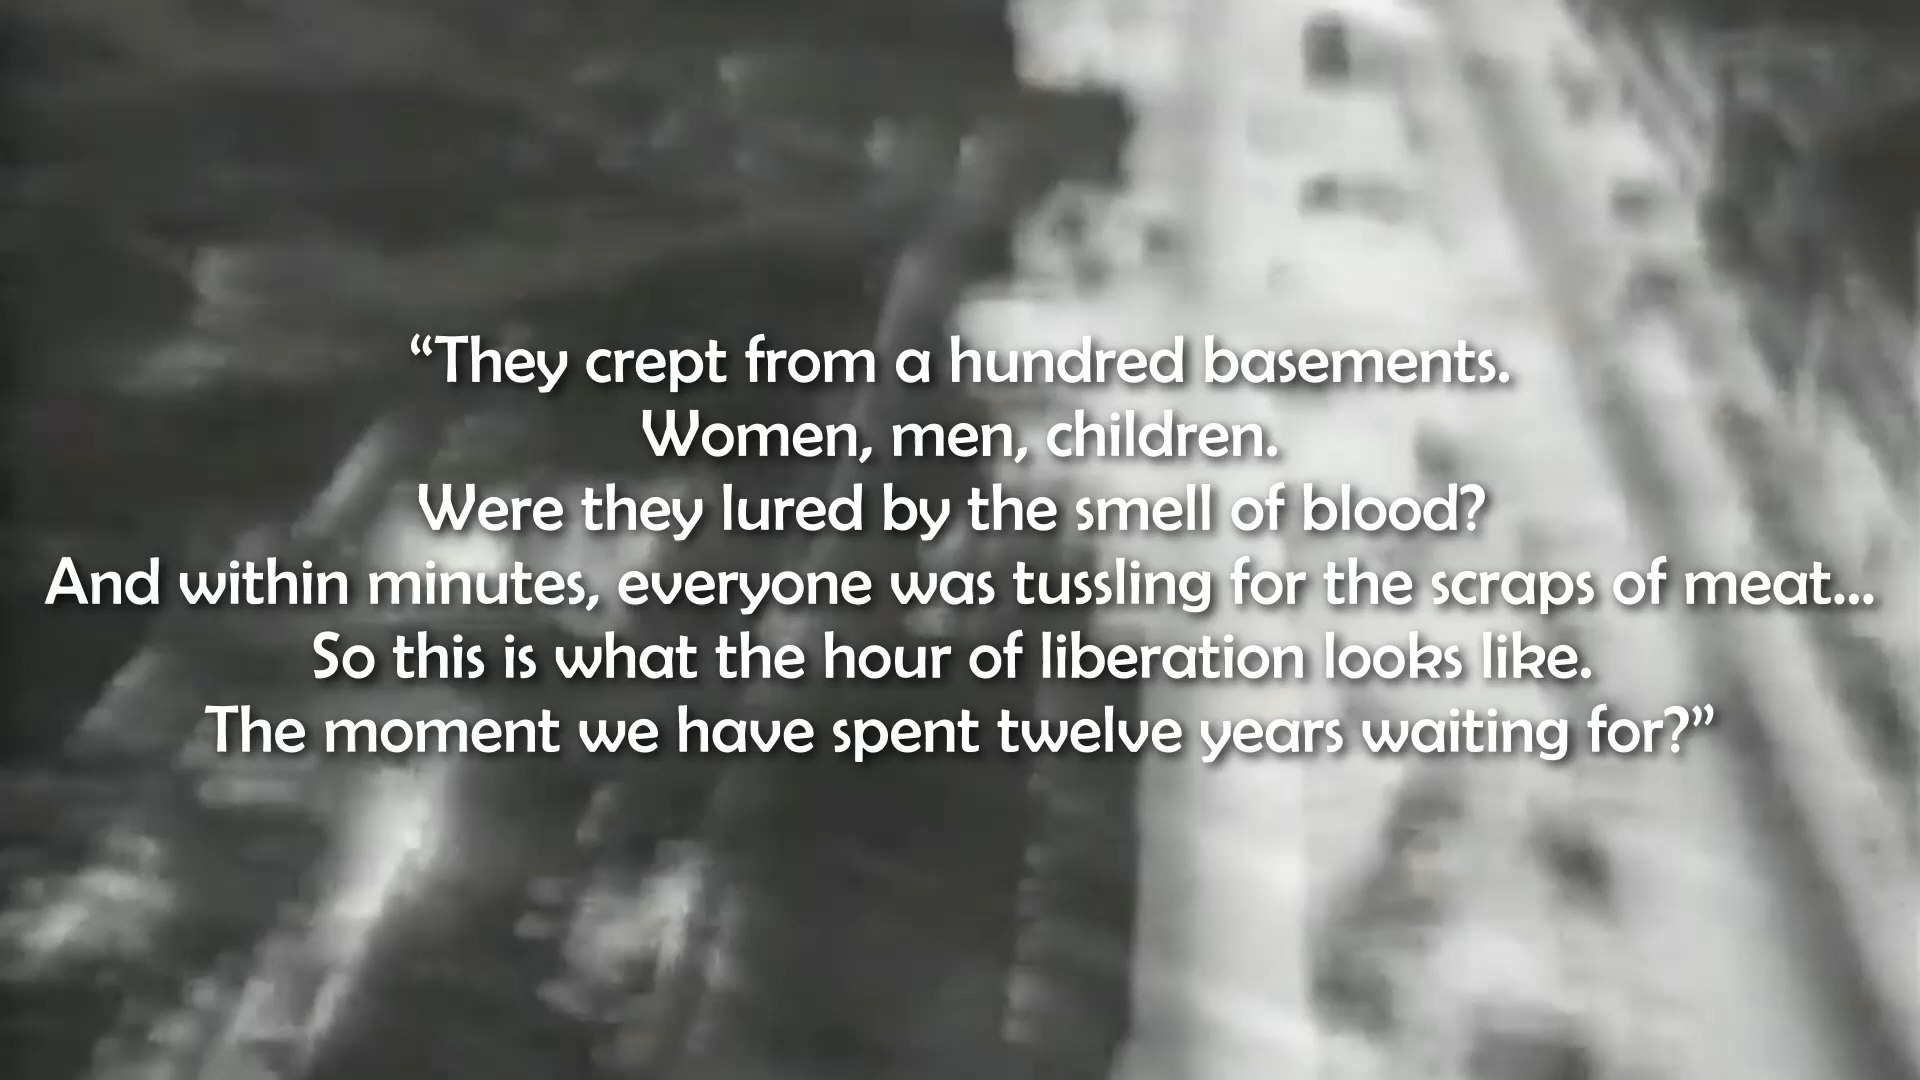 “They crept from a hundred basements.
Women, men, children.
Were they lured by the smell of blood?
And within minutes, everyone was tussling for the scraps of meat...
So this is what the hour of liberation looks like.
The moment we have spent twelve years waiting for?”